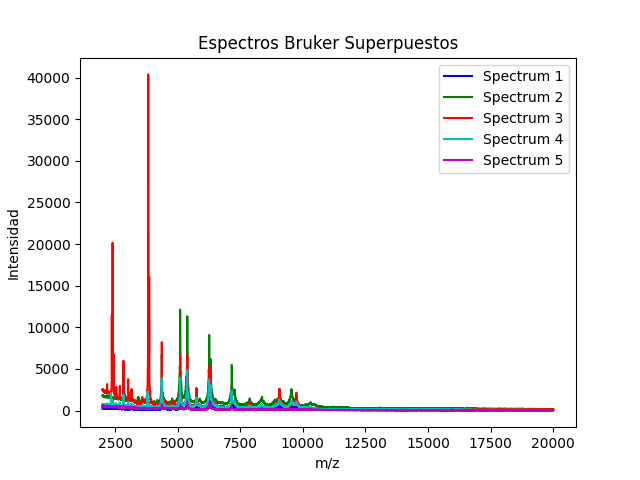 Espectros Bruker Superpuestos
Spectrum 1
Spectrum 2
Spectrum 3
Spectrum 4
Spectrum 5
Intensidad
40000
35000
30000
25000
20000
15000
10000
5000
0
2500 5000 7500 10000 12500 15000 17500 20000
m/z